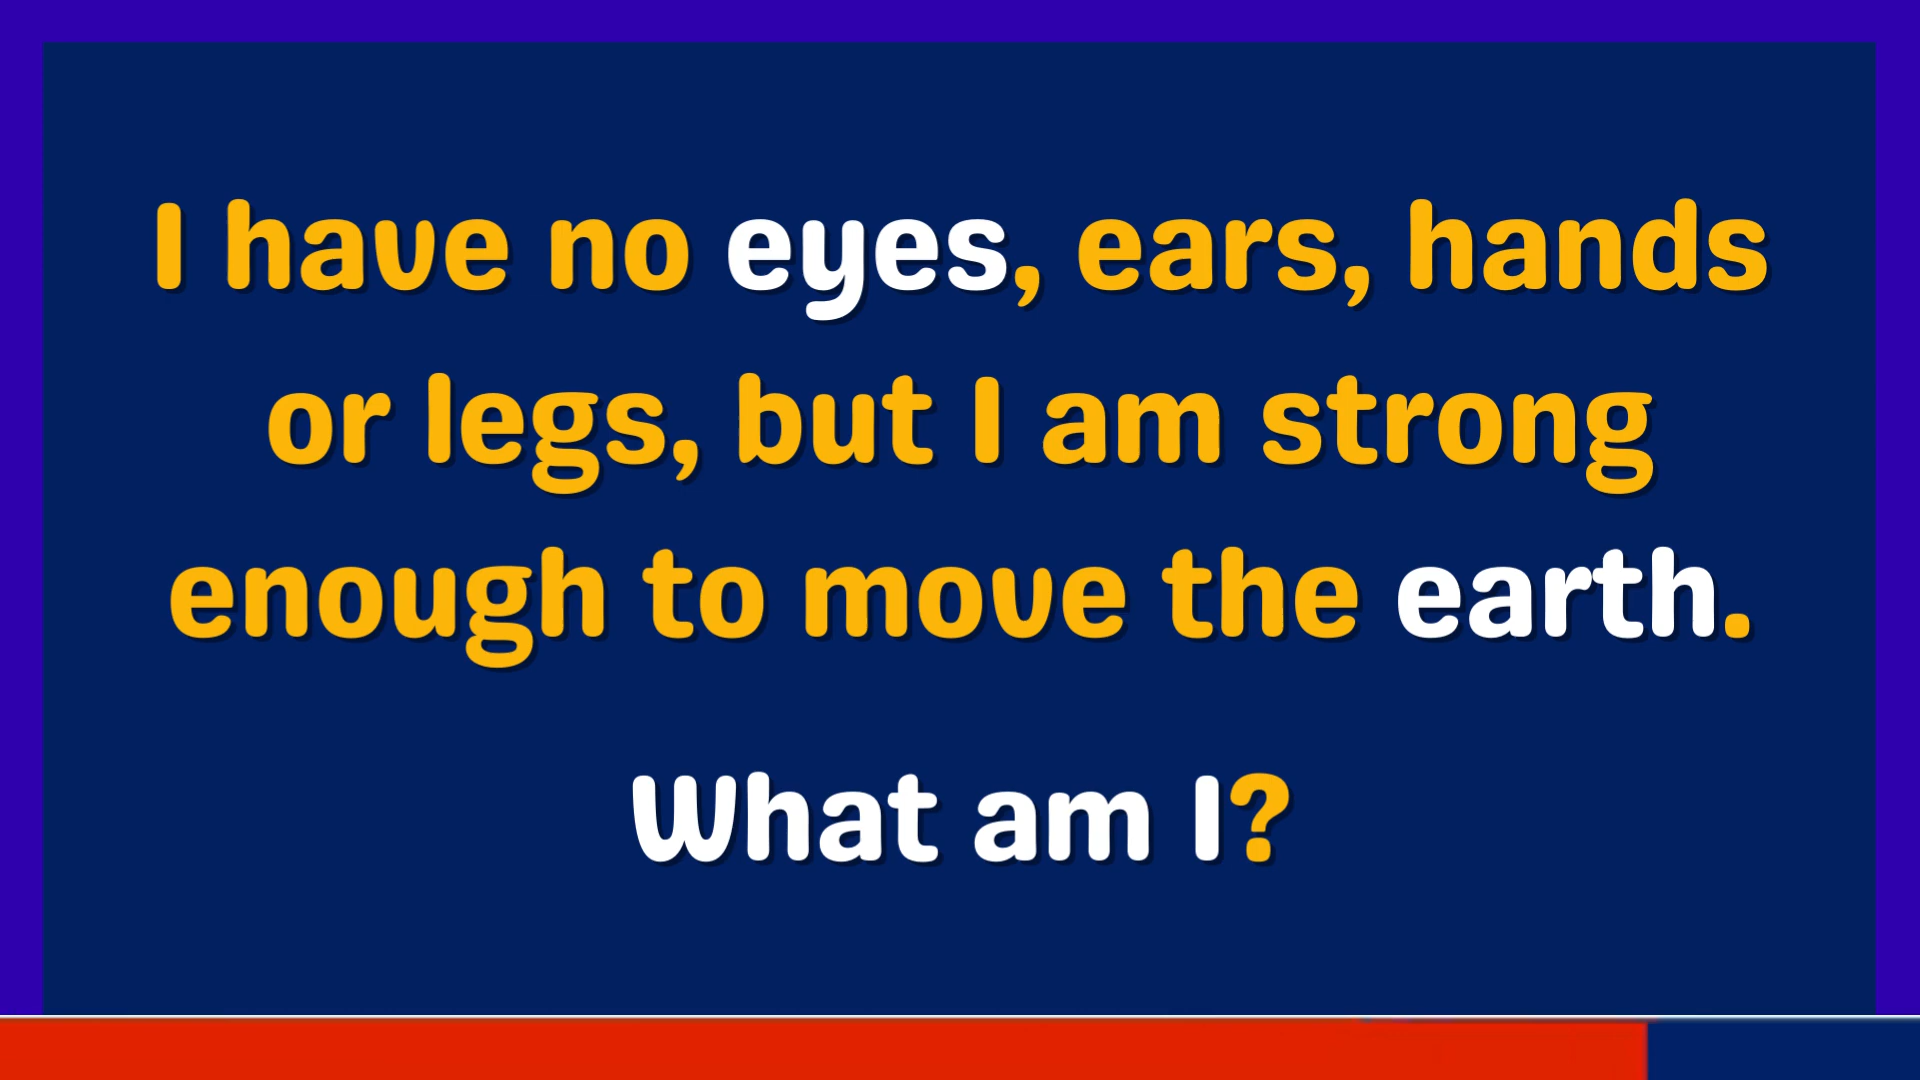 I have no eyes, ears, hands
or legs, but I am strong
enough to move the earth.
What am I?